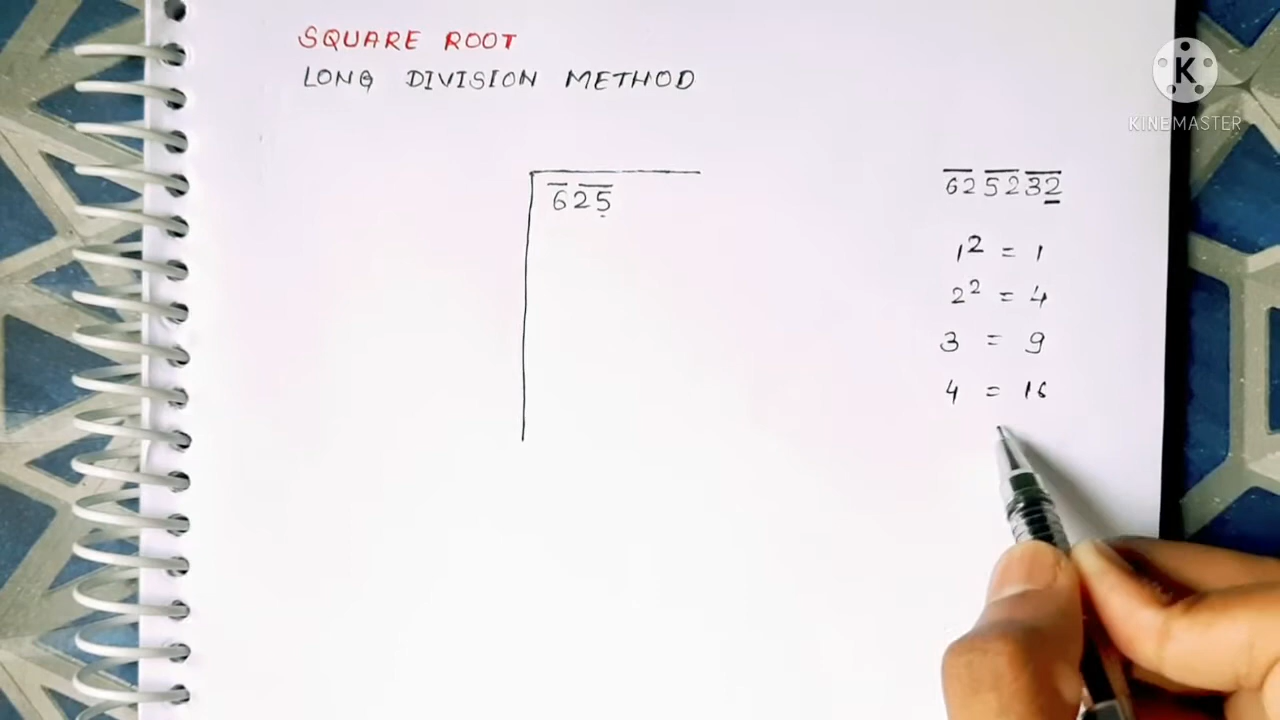 SQUARE ROOT
LONG DIVISION METHOD
K
KINEMASTER
625
625232
1² = 1
2² = 4
3 = 9
4 = 16